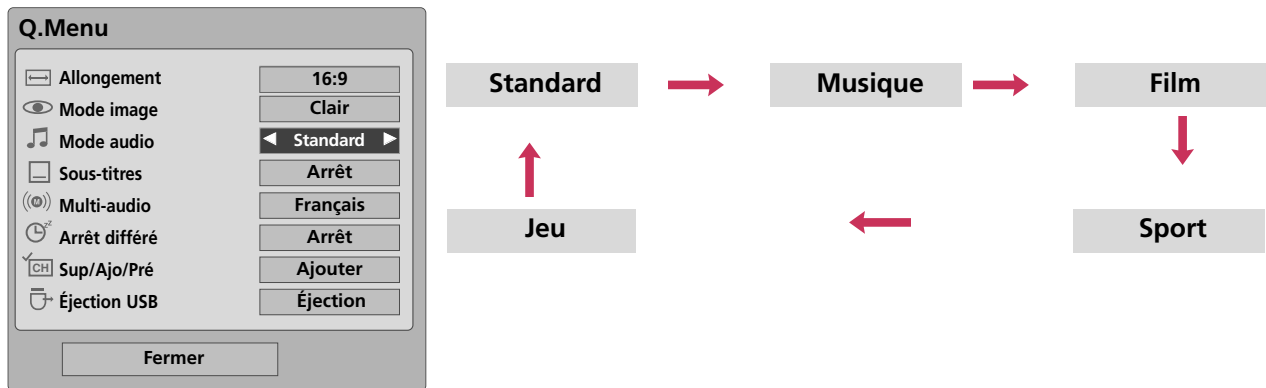 Q.Menu
Allongement 16:9
Mode image Clair
Mode audio ◄ Standard ►
Sous-titres Arrêt
Multi-audio Français
Arrêt différé Arrêt
Sup/Ajo/Pré Ajouter
Éjection USB Éjection
Fermer
Standard Musique Film
Jeu Sport